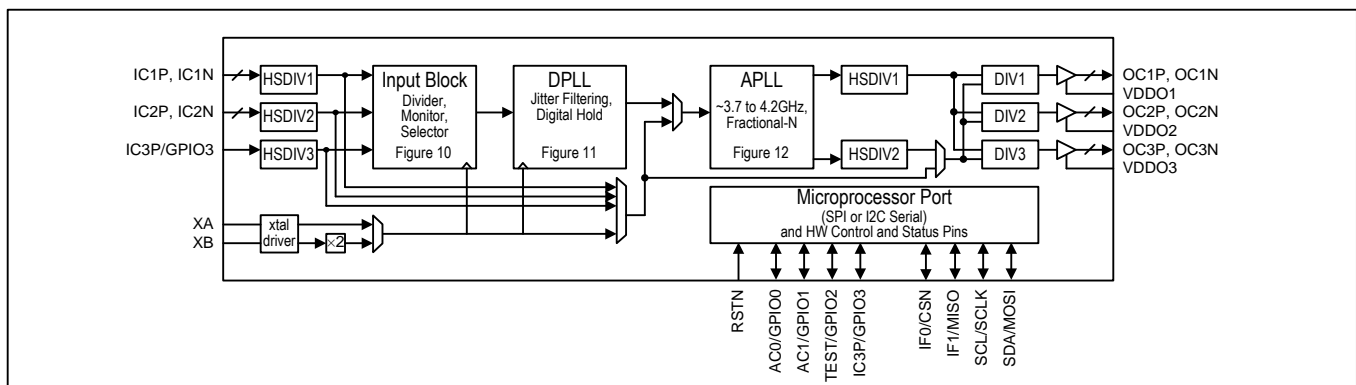 IC1P, IC1N
HSDIV1
IC2P, IC2N
HSDIV2
IC3P/GPIO3
HSDIV3
XA
XB
xtal
driver
×2
Input Block
Divider,
Monitor,
Selector
Figure 10
DPLL
Jitter Filtering,
Digital Hold
Figure 11
APLL
~3.7 to 4.2GHz,
Fractional-N
Figure 12
HSDIV1
HSDIV2
DIV1
DIV2
DIV3
OC1P, OC1N
VDDO1
OC2P, OC2N
VDDO2
OC3P, OC3N
VDDO3
Microprocessor Port
(SPI or I2C Serial)
and HW Control and Status Pins
RSTN
AC0/GPIO0
AC1/GPIO1
TEST/GPIO2
IC3P/GPIO3
IF0/CSN
IF1/MISO
SCL/SCLK
SDA/MOSI